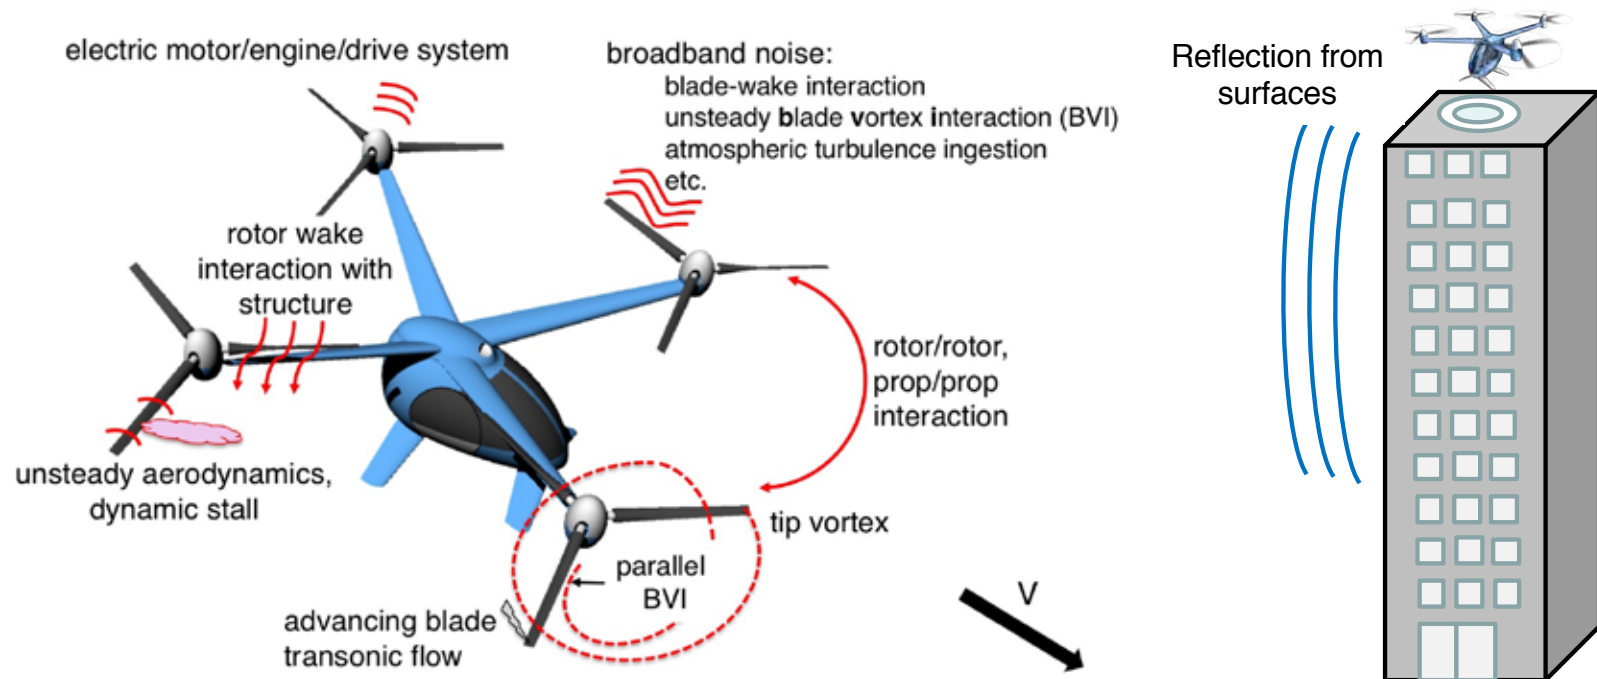 electric motor/engine/drive system
broadband noise:
blade-wake interaction
unsteady blade vortex interaction (BVI)
atmospheric turbulence ingestion
etc.
Reflection from
surfaces
rotor wake
interaction with
structure
rotor/rotor,
prop/prop
interaction
unsteady aerodynamics,
dynamic stall
tip vortex
parallel
BVI
advancing blade
transonic flow
V